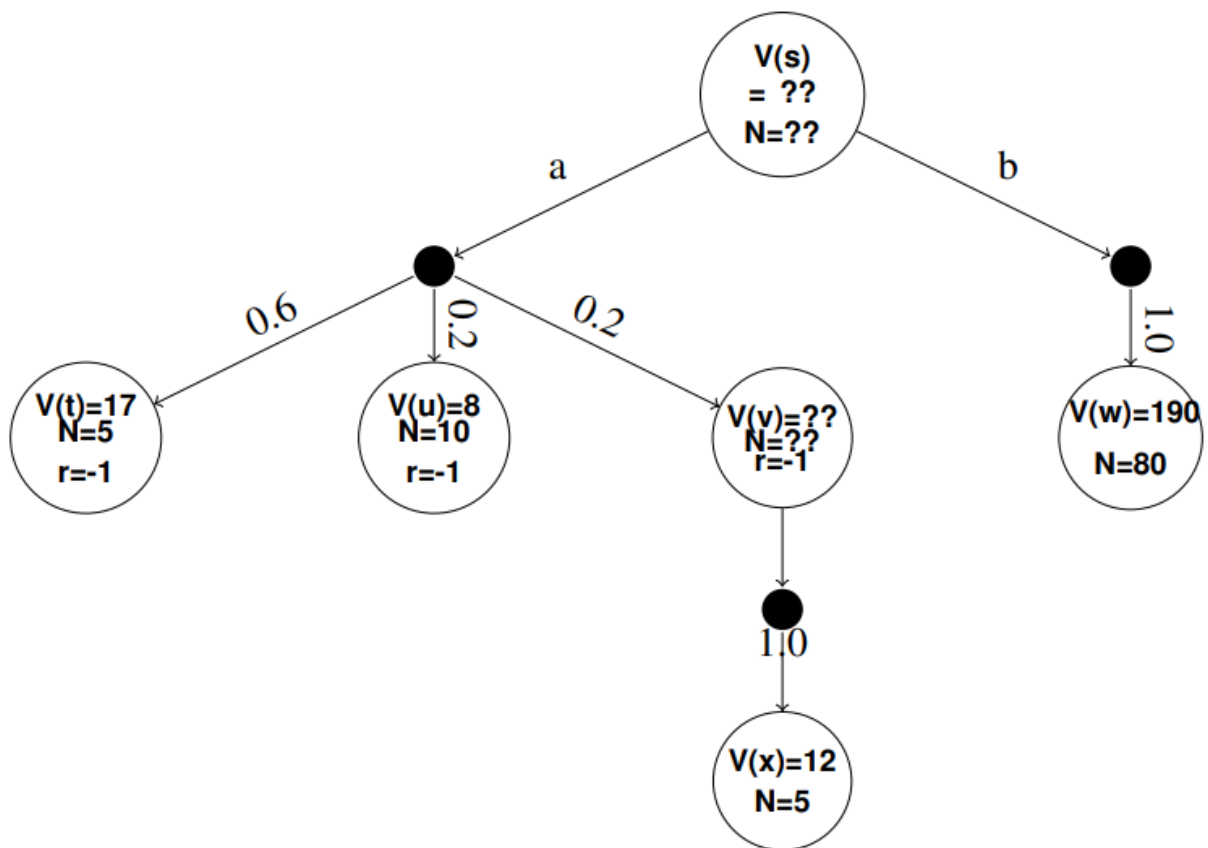 V(s)
= ??
N=??
a
b
0.6
0.2
0.2
1.0
V(t)=17
N=5
r=-1
V(u)=8
N=10
r=-1
V(v)=??
N=??
r=-1
V(w)=190
N=80
1.0
V(x)=12
N=5